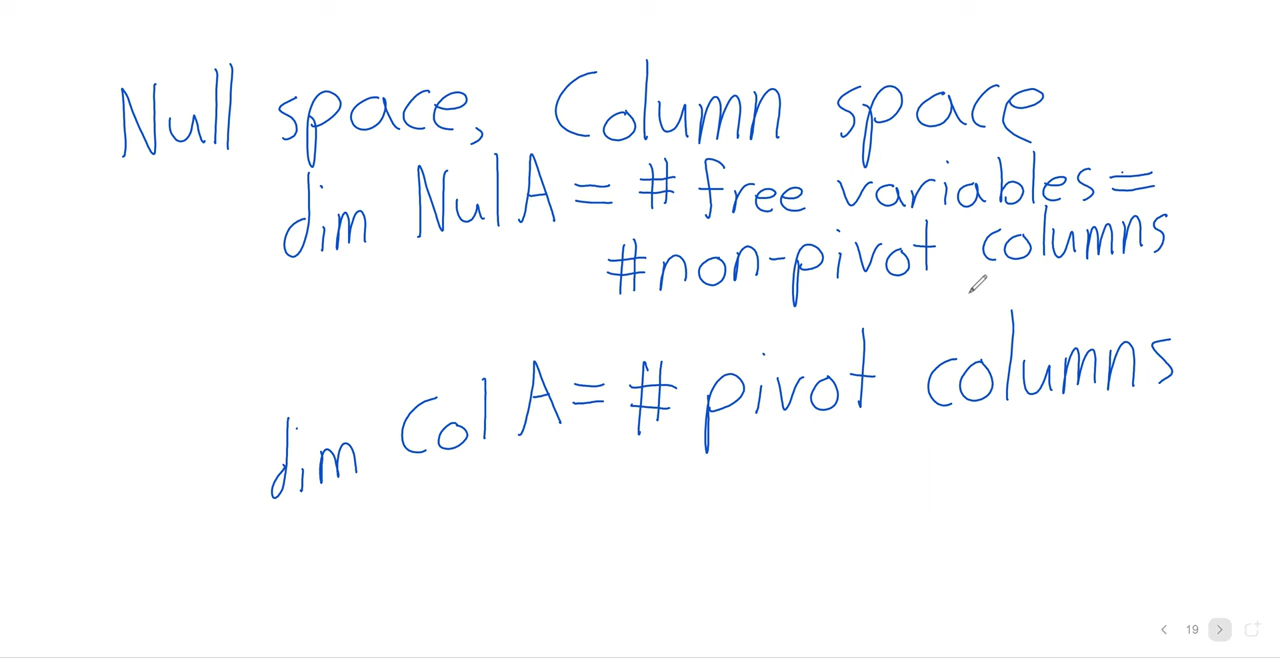 Null space, Column space
dim Nul A = # free variables =
#non-pivot columns
dim Col A = # pivot columns
19